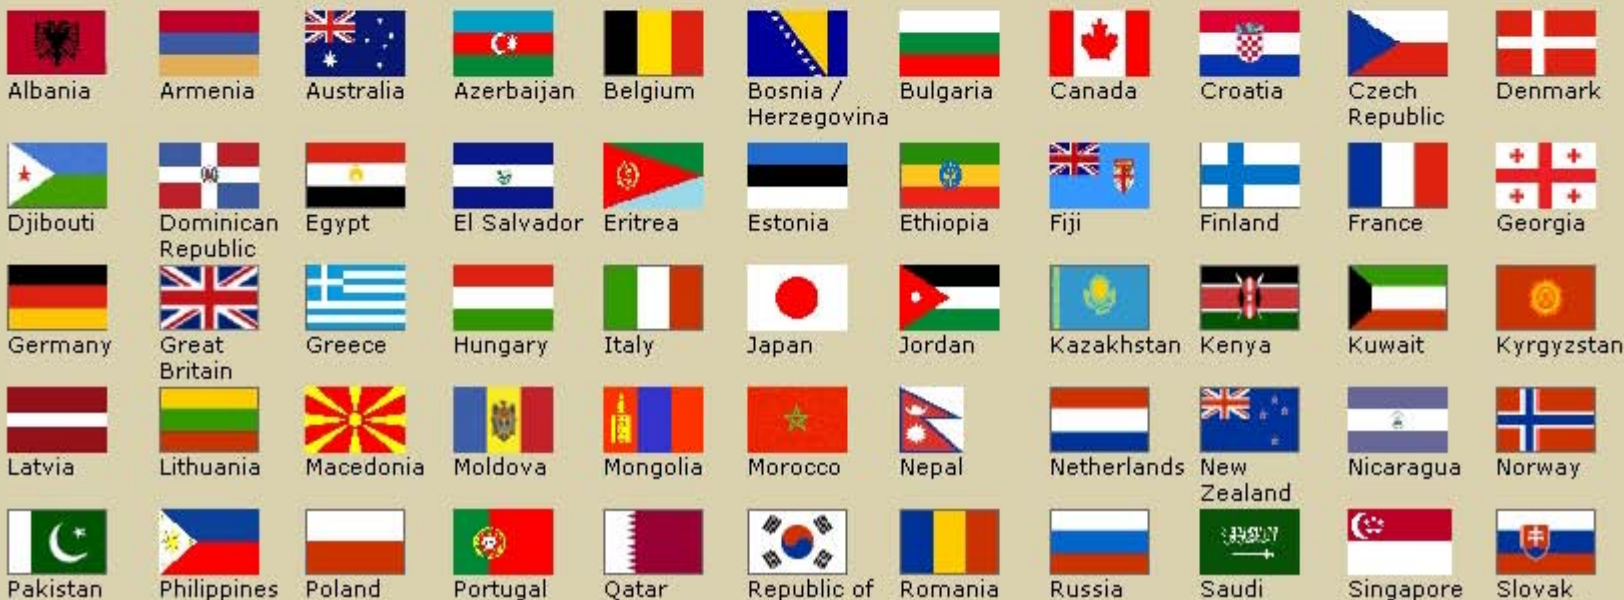 Albania Armenia Australia Azerbaijan Belgium Bosnia / Bulgaria Canada Croatia Czech Denmark
Herzegovina Republic
Djibouti Dominican Egypt El Salvador Eritrea Estonia Ethiopia Fiji Finland France Georgia
Republic
Germany Great Greece Hungary Italy Japan Jordan Kazakhstan Kenya Kuwait Kyrgyzstan
Britain
Latvia Lithuania Macedonia Moldova Mongolia Morocco Nepal Netherlands New Nicaragua Norway
Zealand
Pakistan Philippines Poland Portugal Qatar Republic of Romania Russia Saudi Singapore Slovak